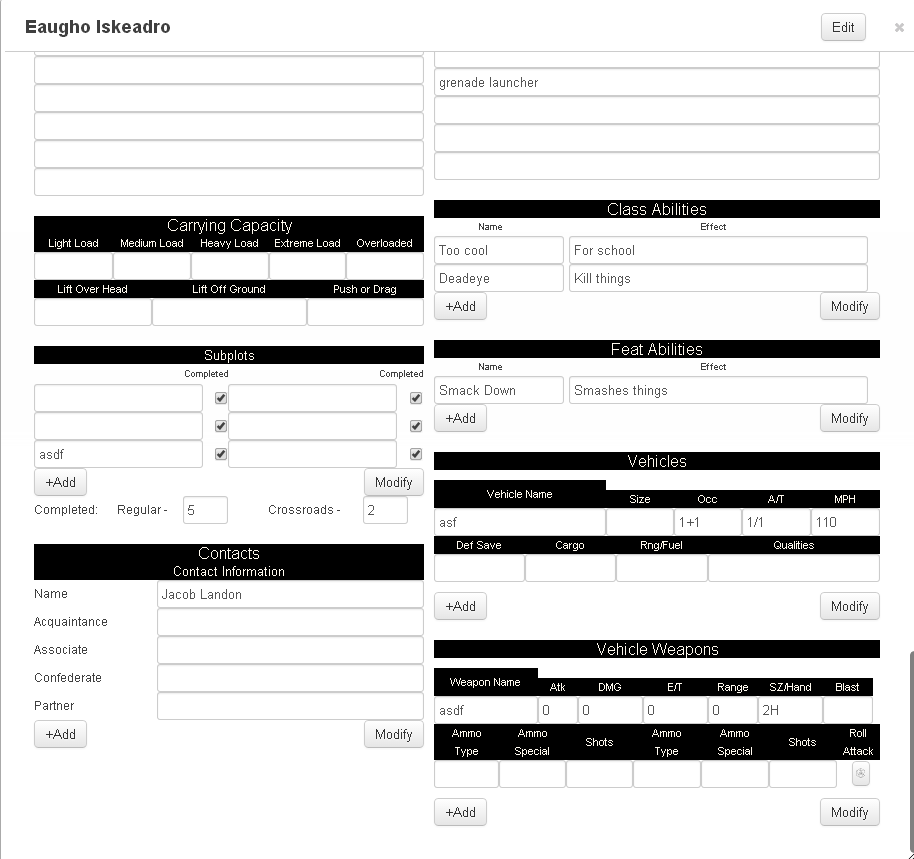 Eaugho Iskeadro
Edit
×
grenade launcher
Carrying Capacity
Light Load Medium Load Heavy Load Extreme Load Overloaded
Lift Over Head Lift Off Ground Push or Drag
Subplots
Completed Completed
asdf
+Add Modify
Completed: Regular - 5 Crossroads - 2
Contacts
Contact Information
Name Jacob Landon
Acquaintance
Associate
Confederate
Partner
+Add Modify
Class Abilities
Name Effect
Too cool For school
Deadeye Kill things
+Add Modify
Feat Abilities
Name Effect
Smack Down Smashes things
+Add Modify
Vehicles
Vehicle Name Size Occ A/T MPH
asf 1+1 1/1 110
Def Save Cargo Rng/Fuel Qualities
+Add Modify
Vehicle Weapons
Weapon Name Atk DMG E/T Range SZ/Hand Blast
asdf 0 0 0 0 2H
Ammo Ammo Ammo Ammo Roll
Type Special Shots Type Special Shots Attack
+Add Modify